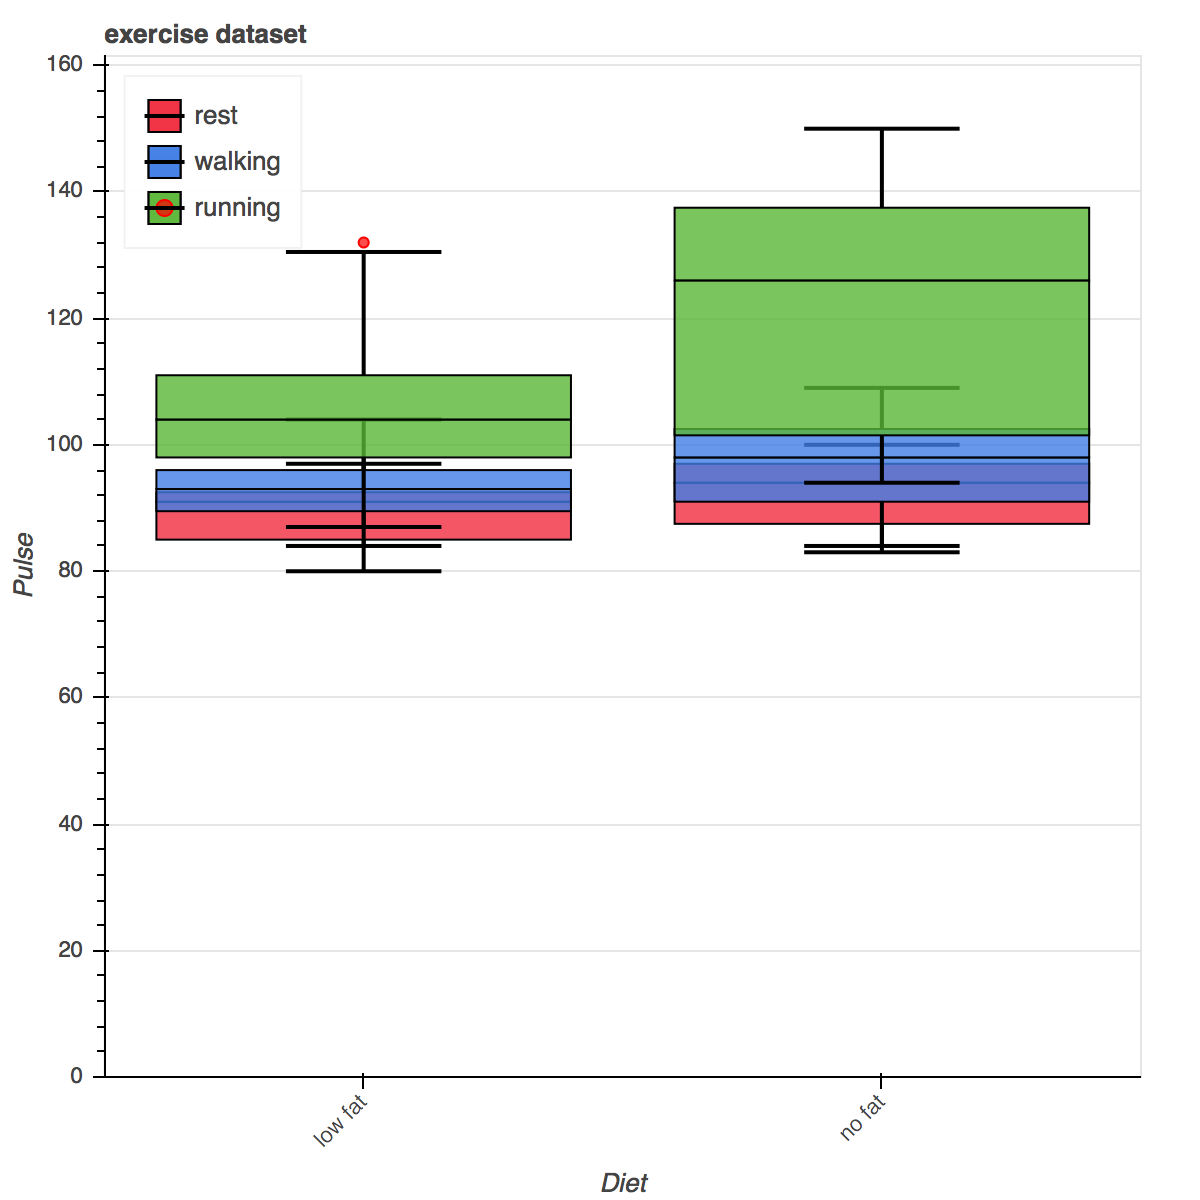 exercise dataset
160
140
120
100
80
60
40
20
0
rest
walking
running
Pulse
low fat
no fat
Diet